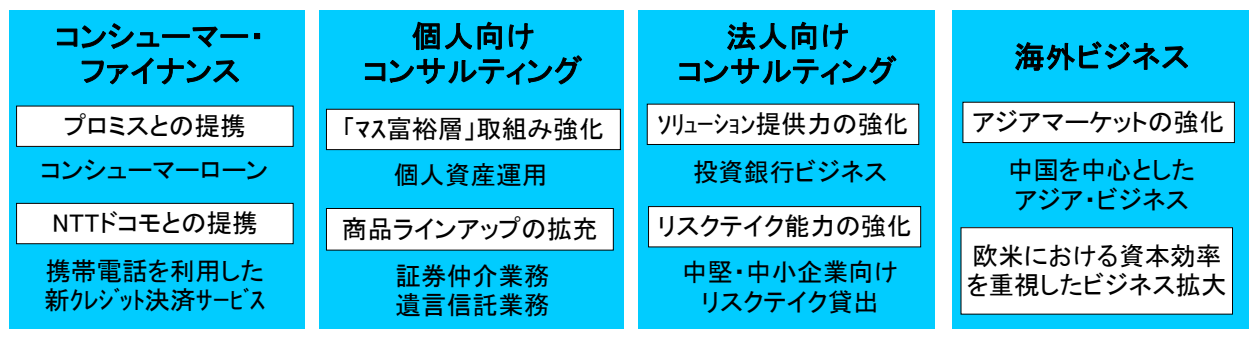 コンシューマー・
ファイナンス
プロミスとの提携
コンシューマーローン
NTTドコモとの提携
携帯電話を利用した
新ｸﾚｼﾞｯﾄ決済ｻｰﾋﾞｽ
個人向け
コンサルティング
「ﾏｽ富裕層」取組み強化
個人資産運用
商品ラインアップの拡充
証券仲介業務
遺言信託業務
法人向け
コンサルティング
ｿﾘｭｰｼｮﾝ提供力の強化
投資銀行ビジネス
リスクテイク能力の強化
中堅・中小企業向け
リスクテイク貸出
海外ビジネス
アジアマーケットの強化
中国を中心とした
アジア・ビジネス
欧米における資本効率
を重視したビジネス拡大